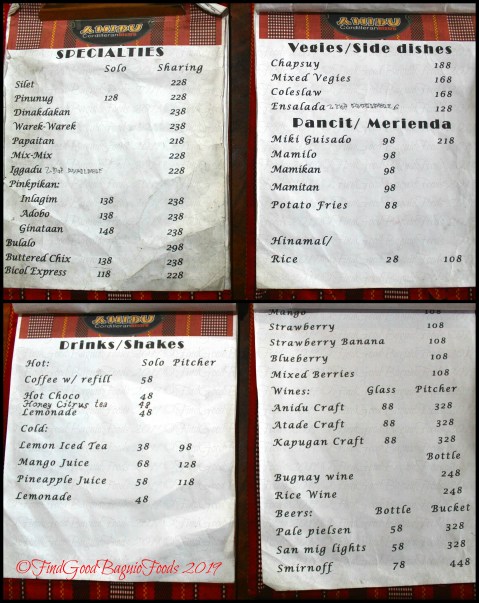 AMIDU
Cordilleran
SPECIALTIES
Solo Sharing
Silet 228
Pinunug 128 228
Dinakdakan 238
Warek-Warek 238
Papaitan 218
Mix-Mix 228
Iggadu 228
Pinkpikan:
Inlagim 138 238
Adobo 138 238
Ginataan 148 238
Bulalo 298
Buttered Chix 138 238
Bicol Express 118 228
AMIDU
Cordilleran
Vegies/Side dishes
Chapsuy 188
Mixed Vegies 168
Coleslaw 168
Ensalada 128
Pancit/ Merienda
Miki Guisado 98 218
Mamilo 98
Mamikan 98
Mamitan 98
Potato Fries 88
Hinamal/
Rice 28 108
AMIDU
Cordilleran
Drinks/Shakes
Hot: Solo Pitcher
Coffee w/ refill 58
Hot Choco 48
Honey Citrus tea 48
Lemonade 48
Cold:
Lemon Iced Tea 38 98
Mango Juice 68 128
Pineapple Juice 58 118
Lemonade 48
©FindGoodBaguioFoods 2019
Mango 108
Strawberry 108
Strawberry Banana 108
Blueberry 108
Mixed Berries 108
Wines: Glass Pitcher
Anidu Craft 88 328
Atade Craft 88 328
Kapugan Craft 88 328
Bottle
Bugnay wine 248
Rice Wine 248
Beers: Bottle Bucket
Pale pielsen 58 328
San mig lights 58 328
Smirnoff 78 448